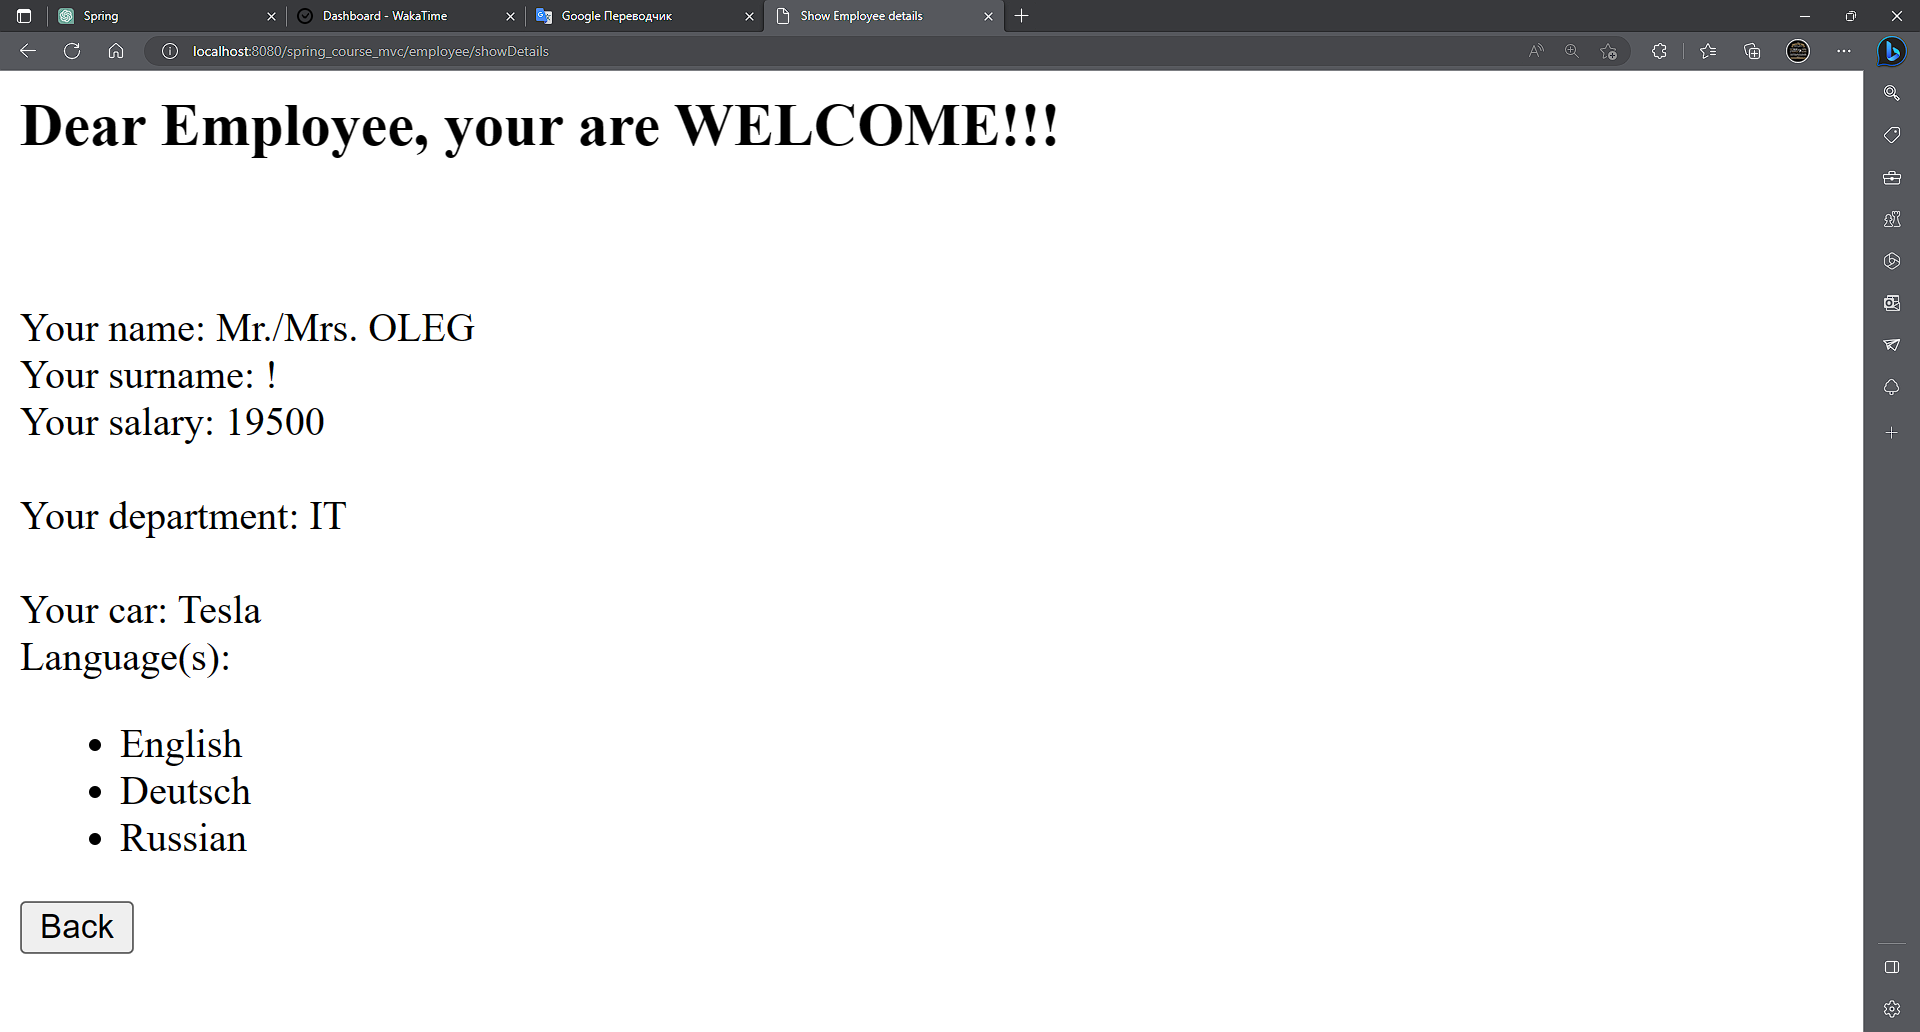 Spring
Dashboard - WakaTime
Google Переводчик
Show Employee details
localhost:8080/spring_course_mvc/employee/showDetails
Dear Employee, your are WELCOME!!!
Your name: Mr./Mrs. OLEG
Your surname: !
Your salary: 19500
Your department: IT
Your car: Tesla
Language(s):
English
Deutsch
Russian
Back